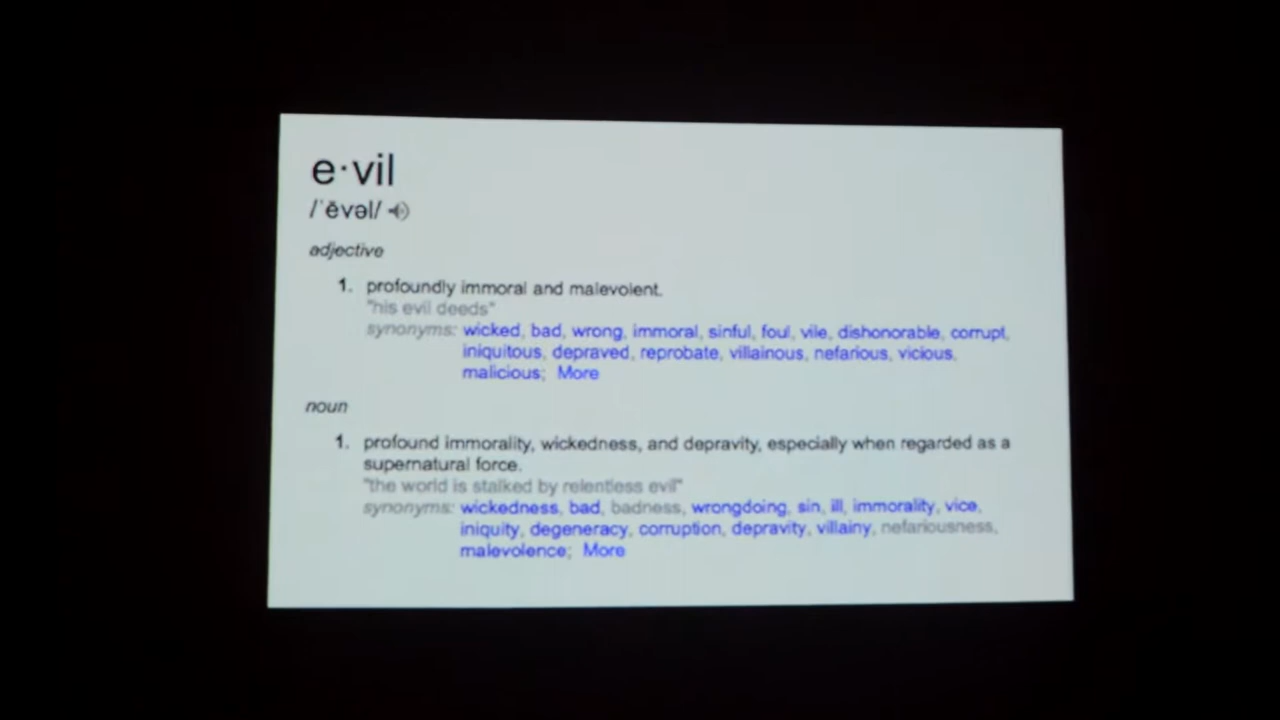 e·vil
/ˈēvəl/
adjective
1. profoundly immoral and malevolent.
"his evil deeds"
synonyms: wicked, bad, wrong, immoral, sinful, foul, vile, dishonorable, corrupt,
iniquitous, depraved, reprobate, villainous, nefarious, vicious,
malicious; More
noun
1. profound immorality, wickedness, and depravity, especially when regarded as a
supernatural force.
"the world is stalked by relentless evil"
synonyms: wickedness, bad, badness, wrongdoing, sin, ill, immorality, vice,
iniquity, degeneracy, corruption, depravity, villainy, nefariousness,
malevolence; More